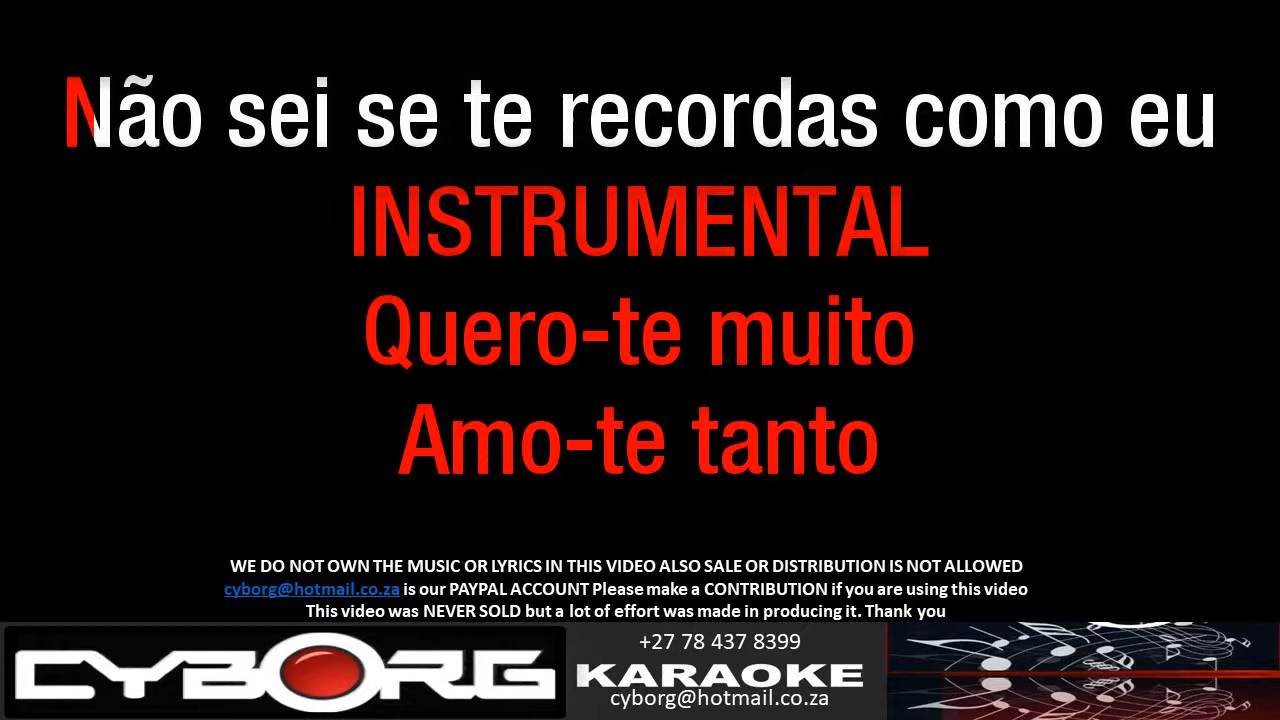 Não sei se te recordas como eu
INSTRUMENTAL
Quero-te muito
Amo-te tanto
WE DO NOT OWN THE MUSIC OR LYRICS IN THIS VIDEO ALSO SALE OR DISTRIBUTION IS NOT ALLOWED
cyborg@hotmail.co.za is our PAYPAL ACCOUNT Please make a CONTRIBUTION if you are using this video
This video was NEVER SOLD but a lot of effort was made in producing it. Thank you
CYBORG
+27 78 437 8399
KARAOKE
cyborg@hotmail.co.za